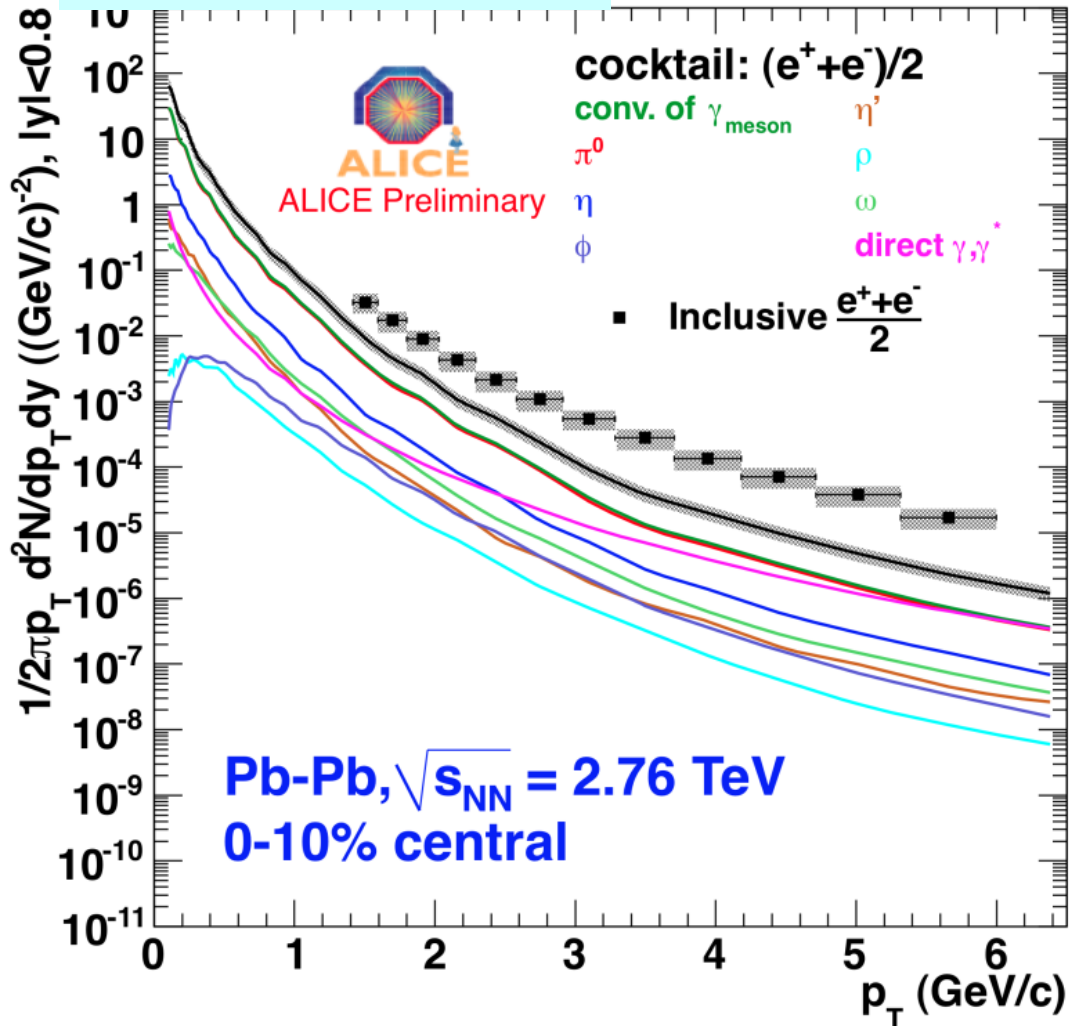 1/2πp_T d²N/dp_T dy ((GeV/c)⁻²), |y|<0.8
10
10²
10
1
10⁻¹
10⁻²
10⁻³
10⁻⁴
10⁻⁵
10⁻⁶
10⁻⁷
10⁻⁸
10⁻⁹
10⁻¹⁰
10⁻¹¹
ALICE
ALICE Preliminary
cocktail: (e⁺+e⁻)/2
conv. of γ_meson η'
π⁰ ρ
η ω
ϕ direct γ,γ*
Inclusive (e⁺+e⁻)/2
Pb-Pb, √s_NN = 2.76 TeV
0-10% central
0 1 2 3 4 5 6
p_T (GeV/c)